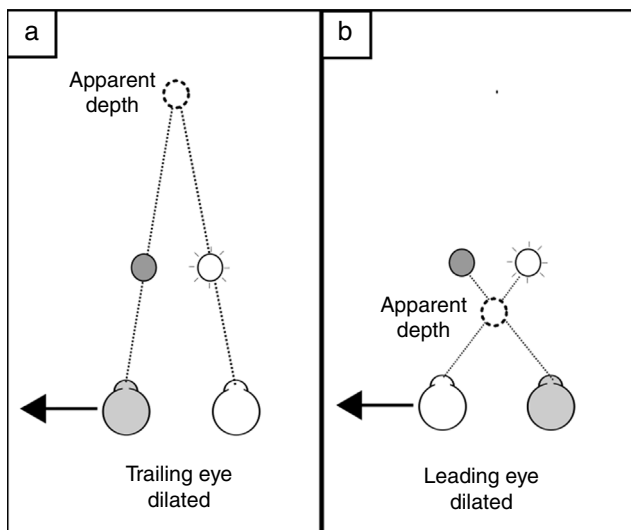 a
Apparent
depth
Trailing eye
dilated
b
Apparent
depth
Leading eye
dilated